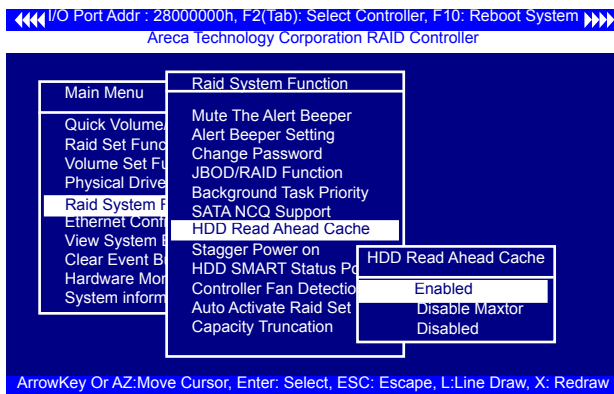 I/O Port Addr : 28000000h, F2(Tab): Select Controller, F10: Reboot System
Areca Technology Corporation RAID Controller
Main Menu
Quick Volume/
Raid Set Func
Volume Set Fu
Physical Drive
Raid System F
Ethernet Confi
View System E
Clear Event B
Hardware Mor
System inform
Raid System Function
Mute The Alert Beeper
Alert Beeper Setting
Change Password
JBOD/RAID Function
Background Task Priority
SATA NCQ Support
HDD Read Ahead Cache
Stagger Power on
HDD SMART Status Po
Controller Fan Detectio
Auto Activate Raid Set
Capacity Truncation
HDD Read Ahead Cache
Enabled
Disable Maxtor
Disabled
ArrowKey Or AZ:Move Cursor, Enter: Select, ESC: Escape, L:Line Draw, X: Redraw